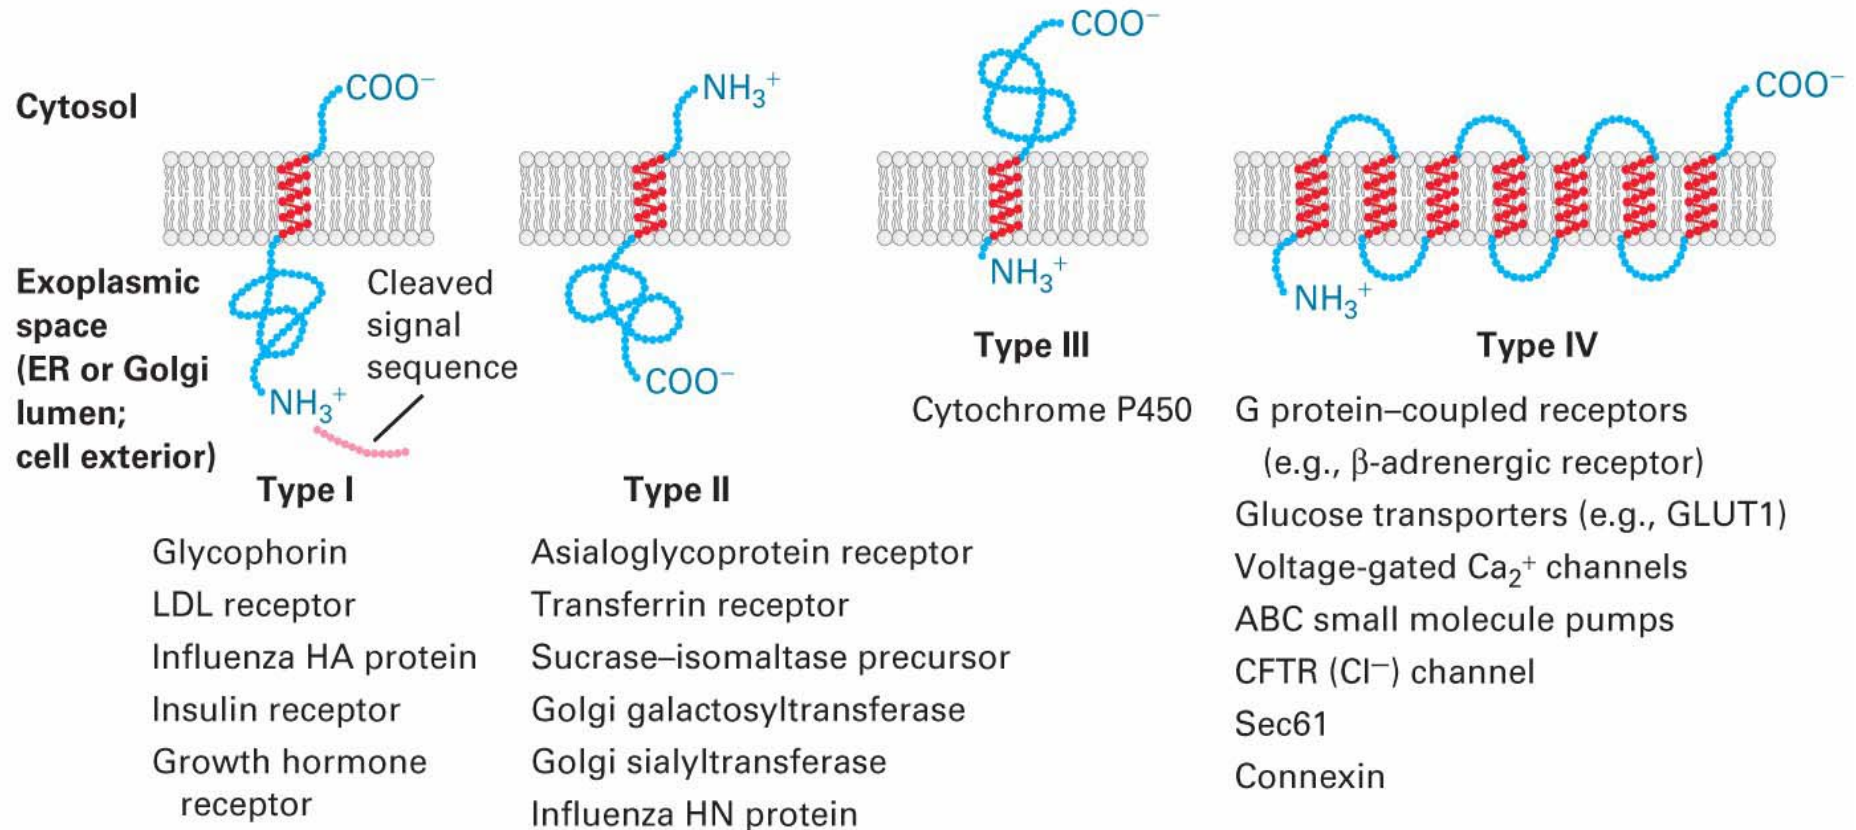 Cytosol
COO⁻
NH₃⁺
COO⁻
COO⁻
Exoplasmic
space
(ER or Golgi
lumen;
cell exterior)
Cleaved
signal
sequence
NH₃⁺
COO⁻
NH₃⁺
NH₃⁺
Type I
Glycophorin
LDL receptor
Influenza HA protein
Insulin receptor
Growth hormone
receptor
Type II
Asialoglycoprotein receptor
Transferrin receptor
Sucrase–isomaltase precursor
Golgi galactosyltransferase
Golgi sialyltransferase
Influenza HN protein
Type III
Cytochrome P450
Type IV
G protein–coupled receptors
(e.g., β-adrenergic receptor)
Glucose transporters (e.g., GLUT1)
Voltage-gated Ca₂⁺ channels
ABC small molecule pumps
CFTR (Cl⁻) channel
Sec61
Connexin